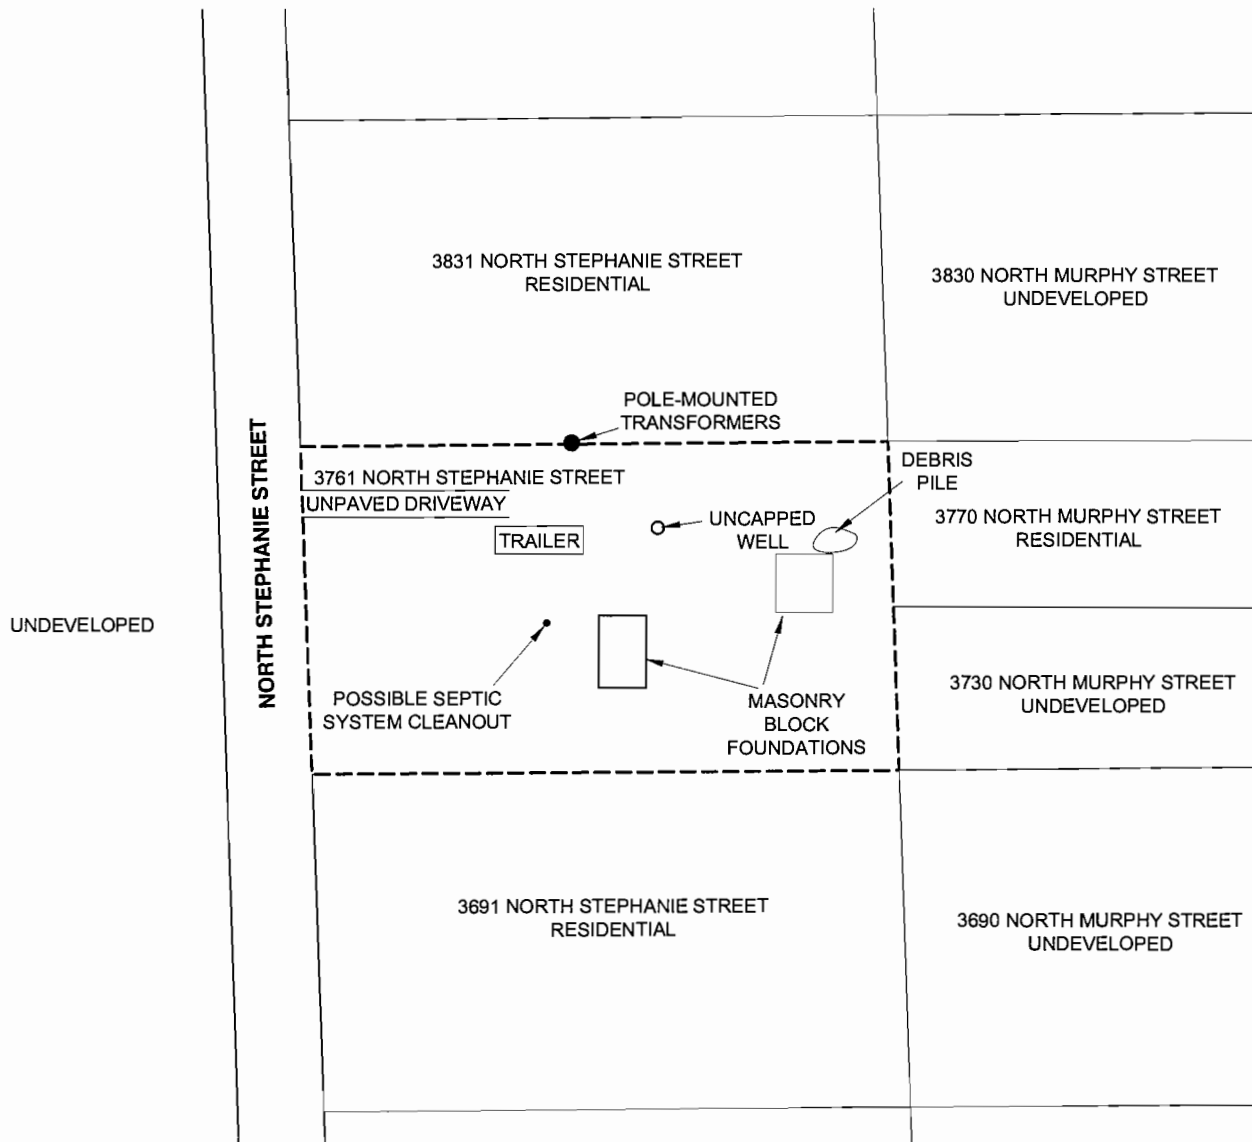 3831 NORTH STEPHANIE STREET
RESIDENTIAL
3830 NORTH MURPHY STREET
UNDEVELOPED
POLE-MOUNTED
TRANSFORMERS
NORTH STEPHANIE STREET
3761 NORTH STEPHANIE STREET
UNPAVED DRIVEWAY
TRAILER
UNCAPPED
WELL
DEBRIS
PILE
3770 NORTH MURPHY STREET
RESIDENTIAL
UNDEVELOPED
POSSIBLE SEPTIC
SYSTEM CLEANOUT
MASONRY
BLOCK
FOUNDATIONS
3730 NORTH MURPHY STREET
UNDEVELOPED
3691 NORTH STEPHANIE STREET
RESIDENTIAL
3690 NORTH MURPHY STREET
UNDEVELOPED